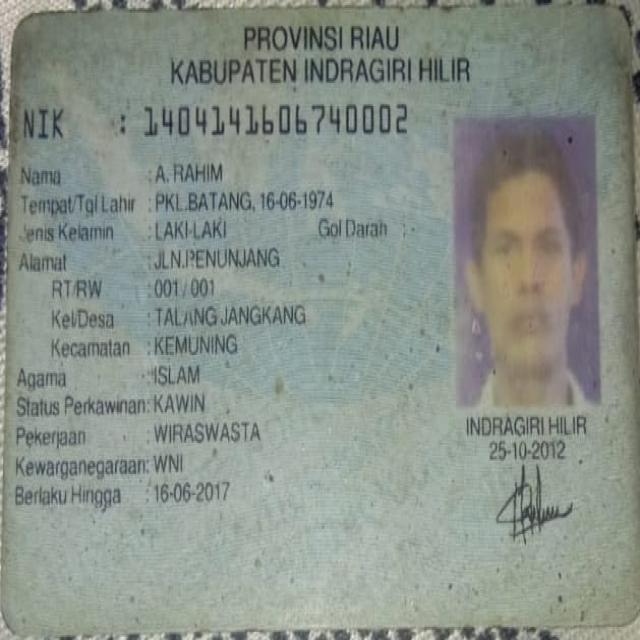 PROVINSI RIAU
KABUPATEN INDRAGIRI HILIR
NIK : 1404141606740002
Nama : A. RAHIM
Tempat/Tgl Lahir : PKL.BATANG, 16-06-1974
Jenis Kelamin : LAKI-LAKI Gol Darah :
Alamat : JLN.PENUNJANG
RT/RW : 001 / 001
Kel/Desa : TALANG JANGKANG
Kecamatan : KEMUNING
Agama : ISLAM
Status Perkawinan: KAWIN
Pekerjaan : WIRASWASTA
Kewarganegaraan: WNI
Berlaku Hingga : 16-06-2017
INDRAGIRI HILIR
25-10-2012